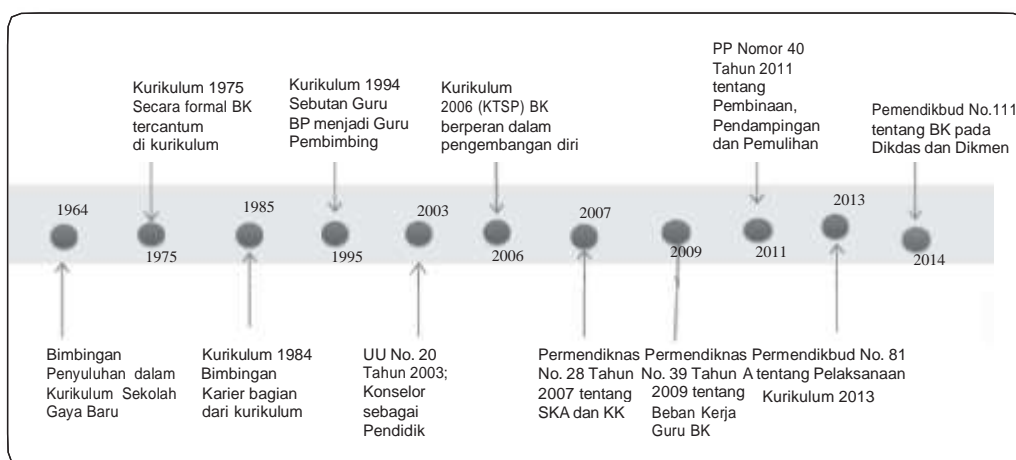 Kurikulum 1975
Secara formal BK
tercantum
di kurikulum
Kurikulum 1994
Sebutan Guru
BP menjadi Guru
Pembimbing
Kurikulum
2006 (KTSP) BK
berperan dalam
pengembangan diri
PP Nomor 40
Tahun 2011
tentang
Pembinaan,
Pendampingan
dan Pemulihan
Pemendikbud No.111
tentang BK pada
Dikdas dan Dikmen
1964
1975
1985
1995
2003
2006
2007
2009
2011
2013
2014
Bimbingan
Penyuluhan dalam
Kurikulum Sekolah
Gaya Baru
Kurikulum 1984
Bimbingan
Karier bagian
dari kurikulum
UU No. 20
Tahun 2003;
Konselor
sebagai
Pendidik
Permendiknas
No. 28 Tahun
2007 tentang
SKA dan KK
Permendiknas
No. 39 Tahun
2009 tentang
Beban Kerja
Guru BK
Permendikbud No. 81
A tentang Pelaksanaan
Kurikulum 2013